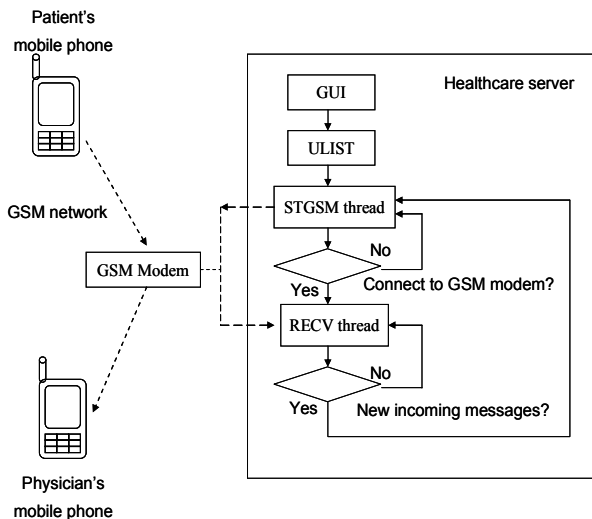 Patient's
mobile phone
Healthcare server
GUI
ULIST
GSM network
STGSM thread
GSM Modem
No
Yes
Connect to GSM modem?
RECV thread
No
Yes
New incoming messages?
Physician's
mobile phone